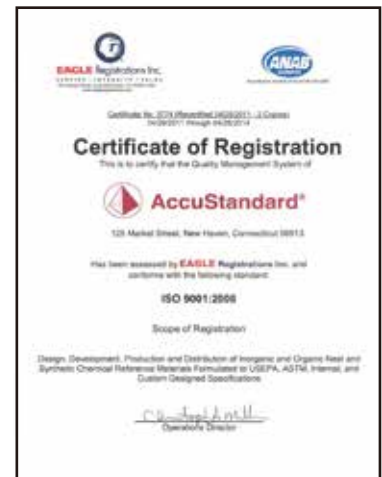 EAGLE Registrations Inc.
SERVICE · INTEGRITY · VALUE
ANAB
Certificate of Registration
This is to certify that the Quality Management System of
AccuStandard®
125 Market Street, New Haven, Connecticut 06513
Has been assessed by EAGLE Registrations Inc. and
conforms with the following standard:
ISO 9001:2008
Scope of Registration
Design, Development, Production and Distribution of Inorganic and Organic Neat and
Synthetic Chemical Reference Materials Formulated to USEPA, ASTM, Internal, and
Custom Designed Specifications
Operations Director